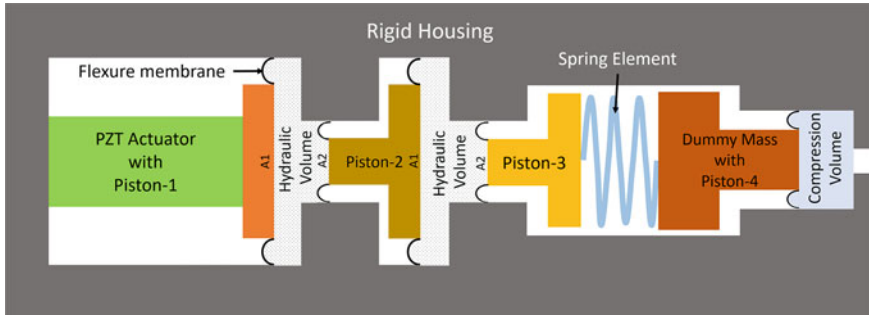 Rigid Housing
Flexure membrane
Spring Element
PZT Actuator
with
Piston-1
A1
Hydraulic
Volume
A2
Piston-2
A1
Hydraulic
Volume
A2
Piston-3
Dummy Mass
with
Piston-4
Compression
Volume